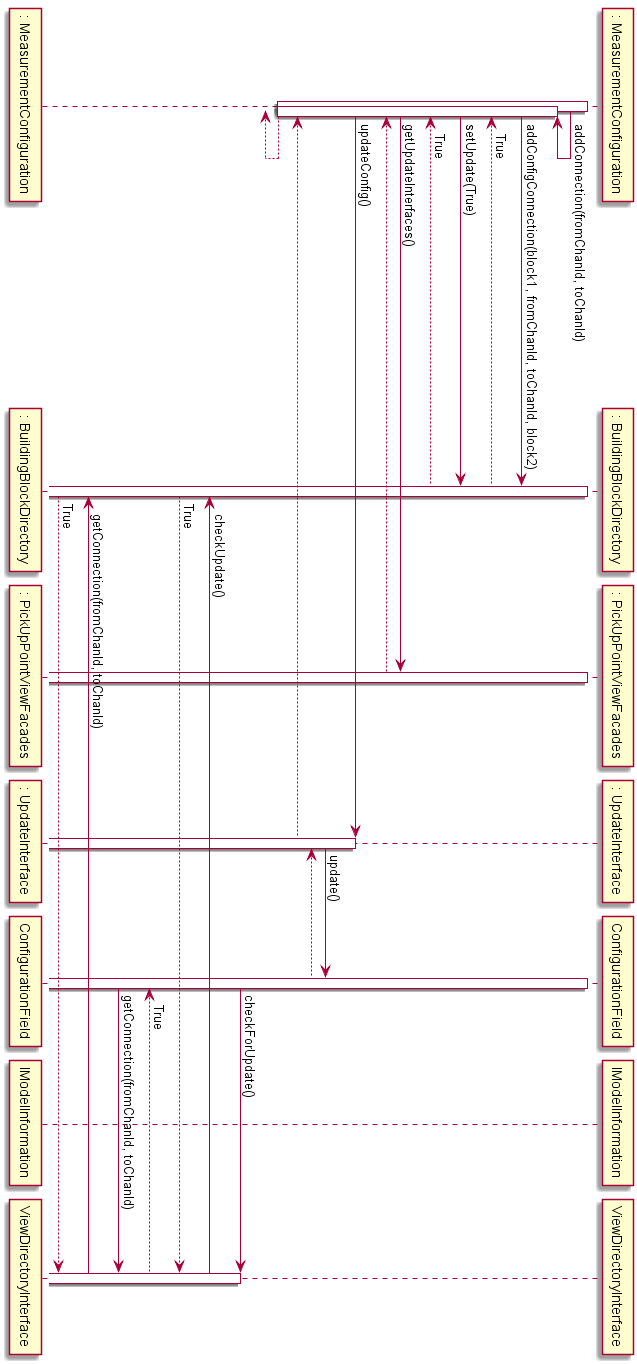 : MeasurementConfiguration
: BuildingBlockDirectory
: PickUpPointViewFacades
: UpdateInterface
ConfigurationField
IModelInformation
ViewDirectoryInterface
addConnection(fromChanId, toChanId)
addConfigConnection(block1, fromChanId, toChanId, block2)
True
setUpdate(True)
True
getUpdateInterfaces()
updateConfig()
update()
checkForUpdate()
checkUpdate()
True
True
getConnection(fromChanId, toChanId)
getConnection(fromChanId, toChanId)
True
: MeasurementConfiguration
: BuildingBlockDirectory
: PickUpPointViewFacades
: UpdateInterface
ConfigurationField
IModelInformation
ViewDirectoryInterface